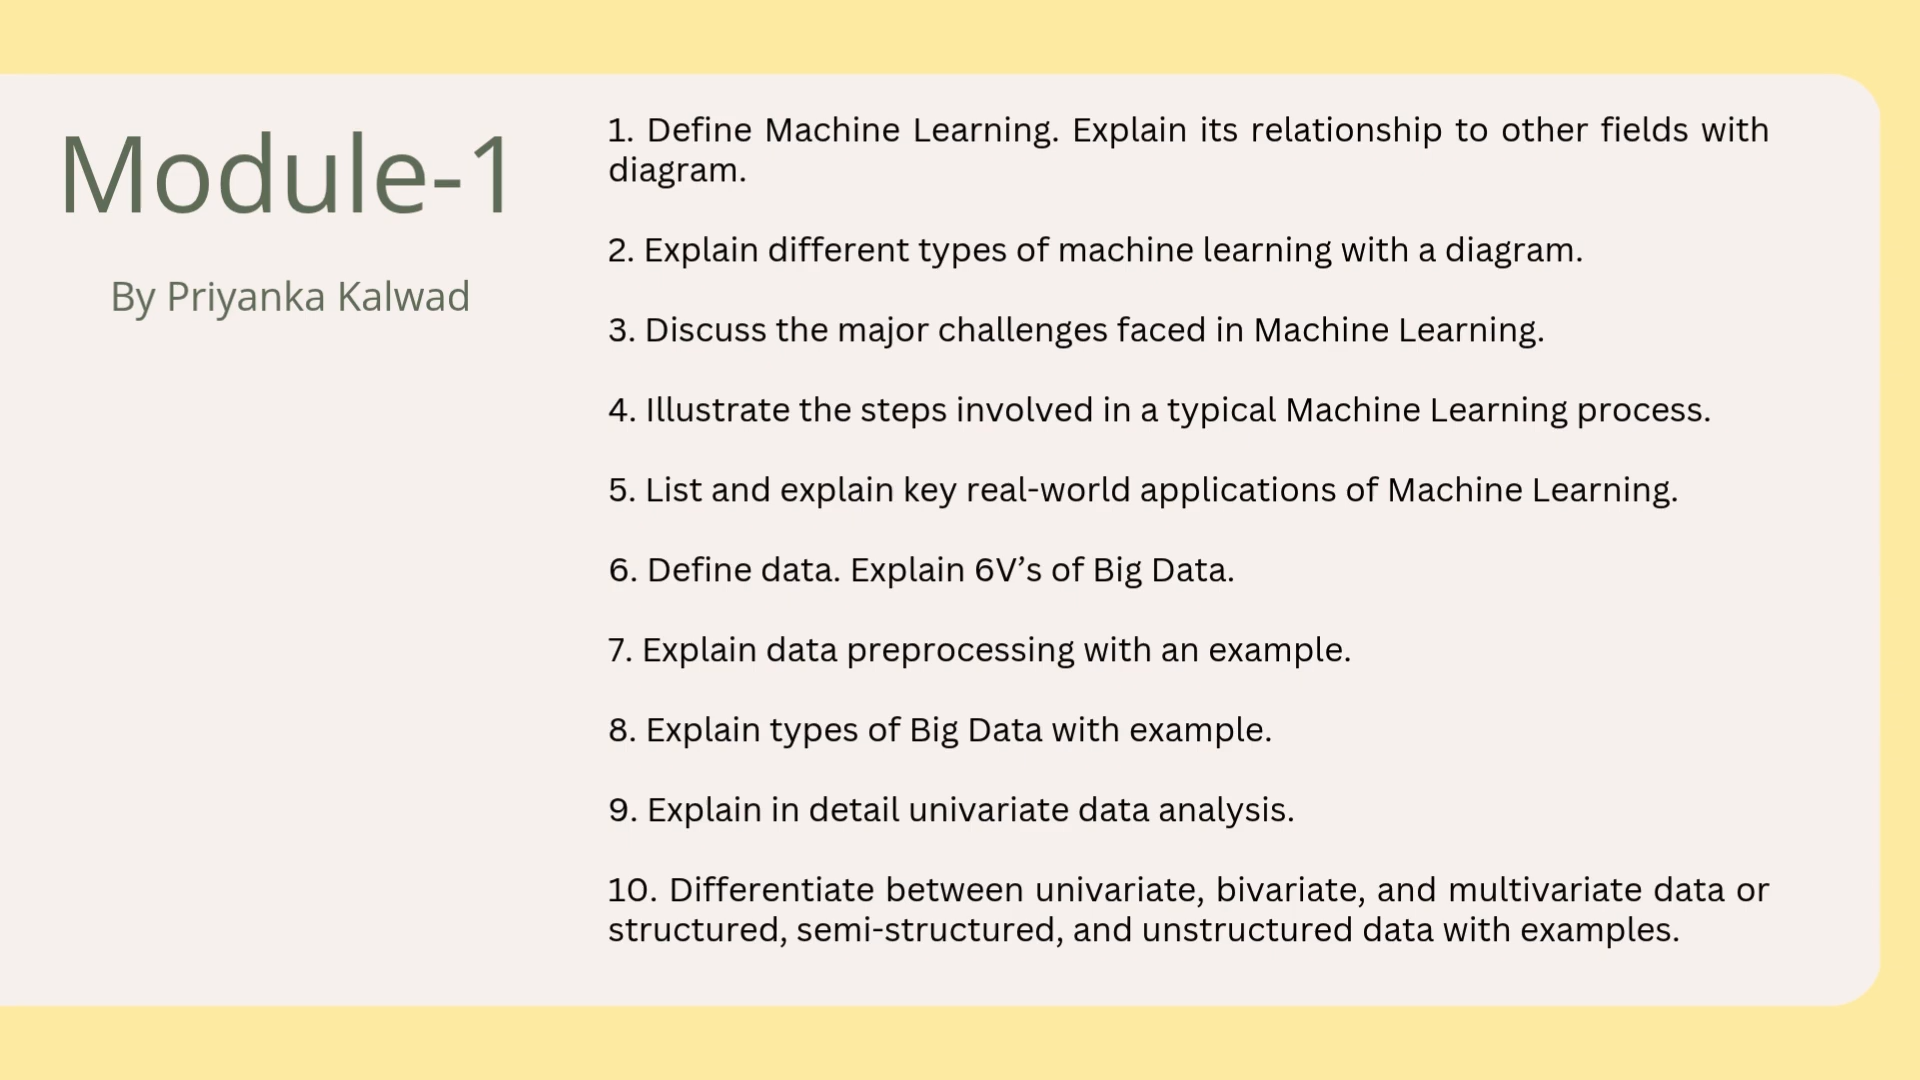 Module-1
By Priyanka Kalwad
1. Define Machine Learning. Explain its relationship to other fields with
diagram.
2. Explain different types of machine learning with a diagram.
3. Discuss the major challenges faced in Machine Learning.
4. Illustrate the steps involved in a typical Machine Learning process.
5. List and explain key real-world applications of Machine Learning.
6. Define data. Explain 6V’s of Big Data.
7. Explain data preprocessing with an example.
8. Explain types of Big Data with example.
9. Explain in detail univariate data analysis.
10. Differentiate between univariate, bivariate, and multivariate data or
structured, semi-structured, and unstructured data with examples.